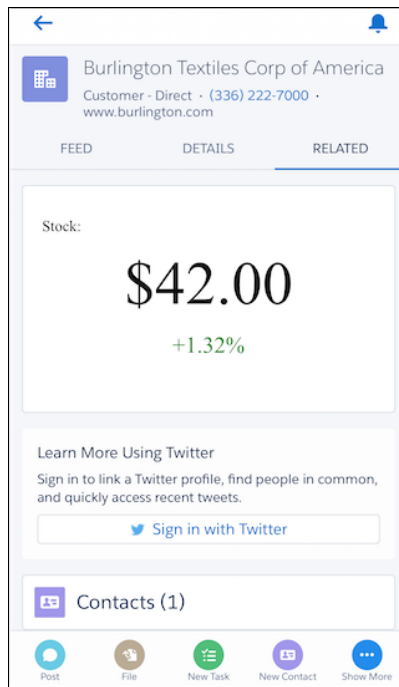 Burlington Textiles Corp of America
Customer - Direct · (336) 222-7000 ·
www.burlington.com
FEED DETAILS RELATED
Stock:
$42.00
+1.32%
Learn More Using Twitter
Sign in to link a Twitter profile, find people in common,
and quickly access recent tweets.
Sign in with Twitter
Contacts (1)
Post File New Task New Contact Show More